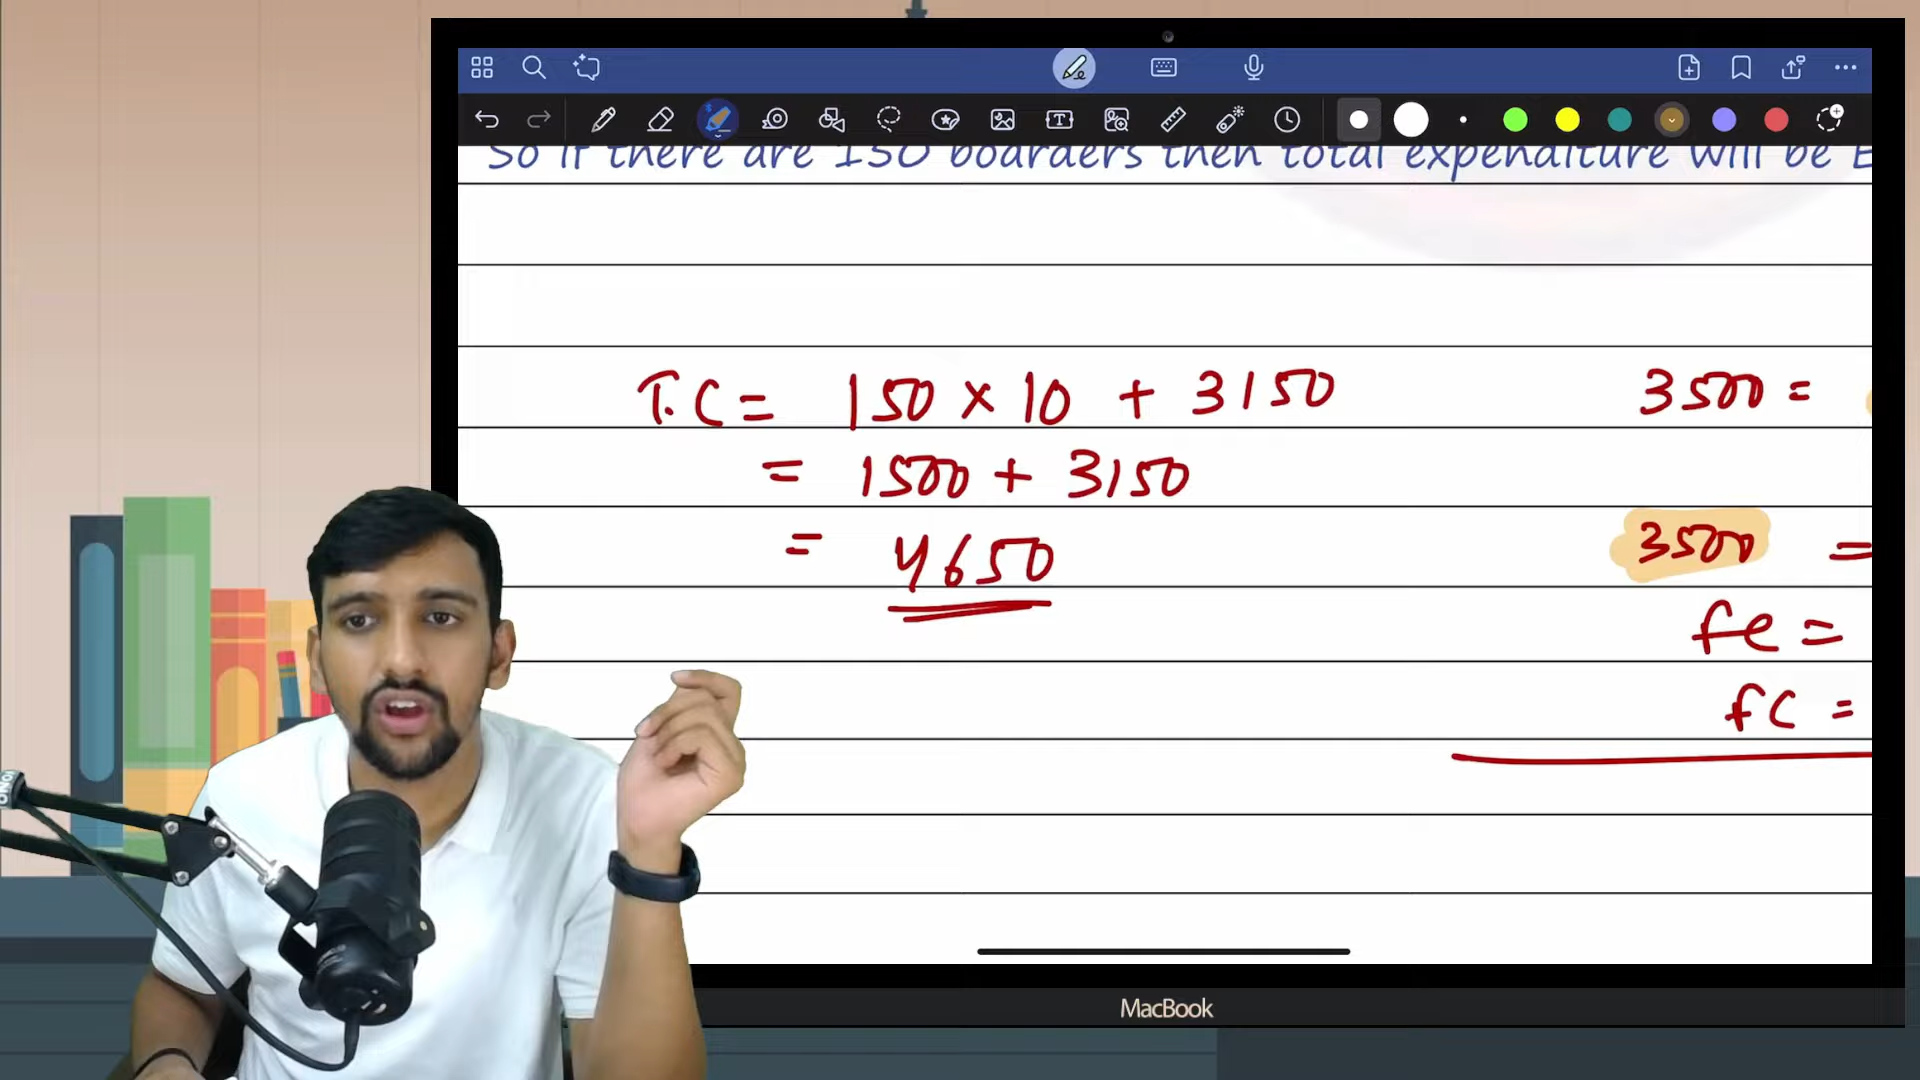 So if there are 150 boarders then total expenditure will be
T.C = 150 × 10 + 3150
= 1500 + 3150
= 4650
3500 =
3500 =
fe =
fc =
MacBook